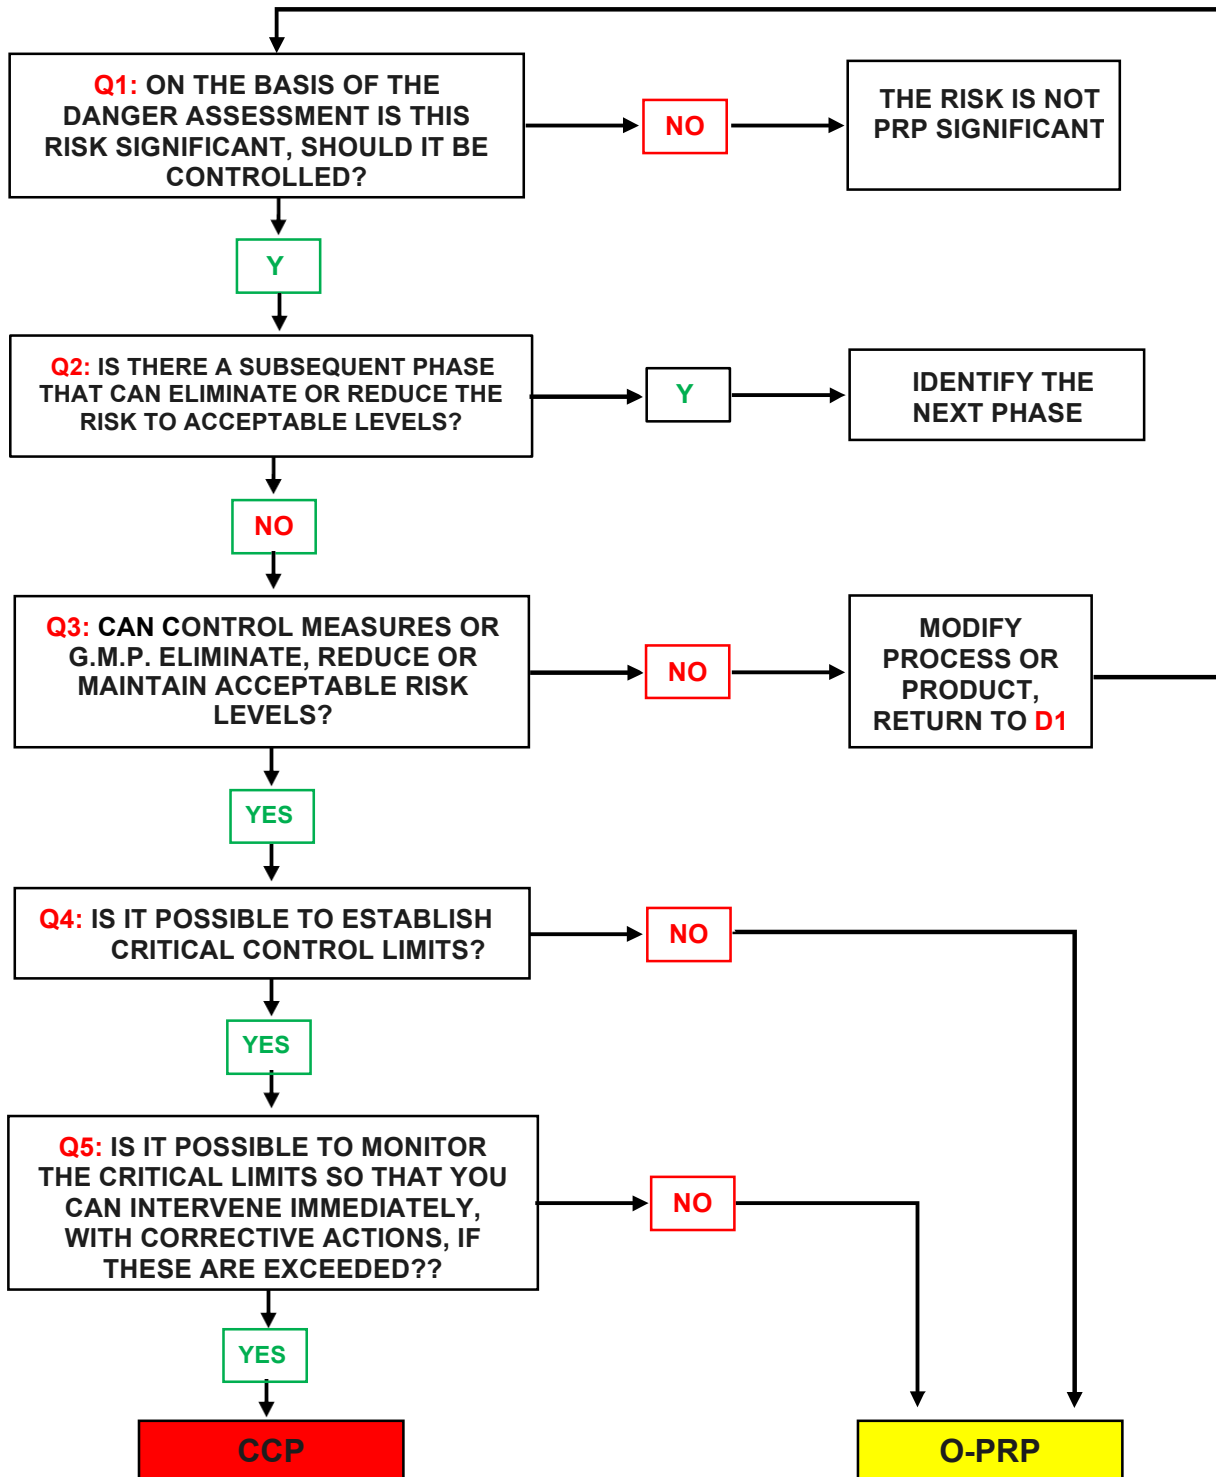 Q1: ON THE BASIS OF THE
DANGER ASSESSMENT IS THIS
RISK SIGNIFICANT, SHOULD IT BE
CONTROLLED?
NO
THE RISK IS NOT
PRP SIGNIFICANT
Y
Q2: IS THERE A SUBSEQUENT PHASE
THAT CAN ELIMINATE OR REDUCE THE
RISK TO ACCEPTABLE LEVELS?
Y
IDENTIFY THE
NEXT PHASE
NO
Q3: CAN CONTROL MEASURES OR
G.M.P. ELIMINATE, REDUCE OR
MAINTAIN ACCEPTABLE RISK
LEVELS?
NO
MODIFY
PROCESS OR
PRODUCT,
RETURN TO D1
YES
Q4: IS IT POSSIBLE TO ESTABLISH
CRITICAL CONTROL LIMITS?
NO
YES
Q5: IS IT POSSIBLE TO MONITOR
THE CRITICAL LIMITS SO THAT YOU
CAN INTERVENE IMMEDIATELY,
WITH CORRECTIVE ACTIONS, IF
THESE ARE EXCEEDED??
NO
YES
CCP
O-PRP